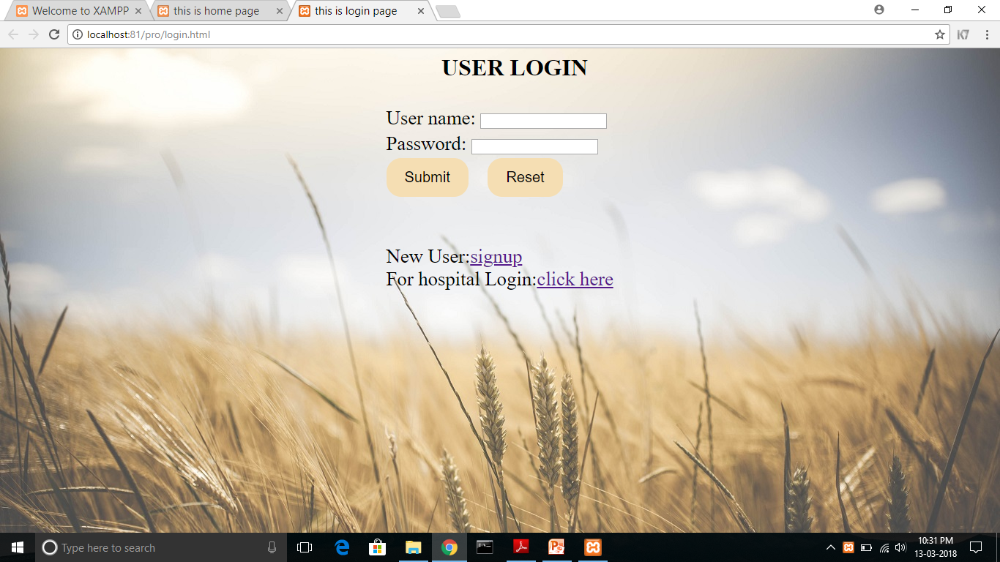 Welcome to XAMPP
this is home page
this is login page
localhost:81/pro/login.html
K7
USER LOGIN
User name:
Password:
Submit
Reset
New User:signup
For hospital Login:click here
Type here to search
10:31 PM
13-03-2018